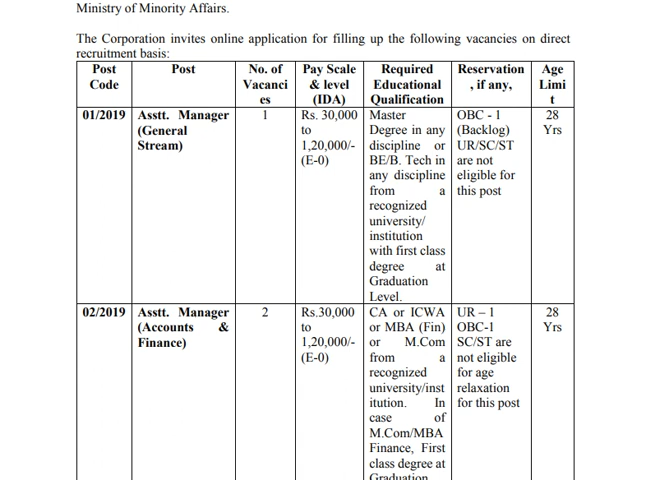 Ministry of Minority Affairs.
The Corporation invites online application for filling up the following vacancies on direct
recruitment basis:
Post Code
Post
No. of Vacanci es
Pay Scale & level (IDA)
Required Educational Qualification
Reservation , if any,
Age Limi t
01/2019
Asstt. Manager
(General
Stream)
1
Rs. 30,000
to
1,20,000/-
(E-0)
Master
Degree in any
discipline or
BE/B. Tech in
any discipline
from a
recognized
university/
institution
with first class
degree at
Graduation
Level.
OBC - 1
(Backlog)
UR/SC/ST
are not
eligible for
this post
28
Yrs
02/2019
Asstt. Manager
(Accounts &
Finance)
2
Rs.30,000
to
1,20,000/-
(E-0)
CA or ICWA
or MBA (Fin)
or M.Com
from a
recognized
university/inst
itution. In
case of
M.Com/MBA
Finance, First
class degree at
Graduation
UR – 1
OBC-1
SC/ST are
not eligible
for age
relaxation
for this post
28
Yrs